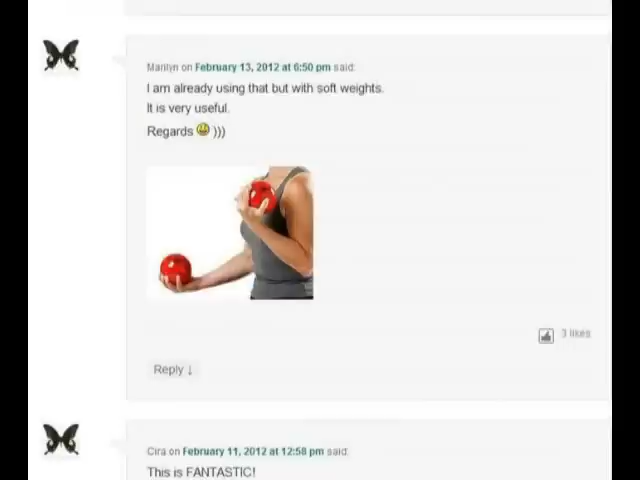 Marilyn on February 13, 2012 at 6:50 pm said:
I am already using that but with soft weights.
It is very useful.
Regards )))
3 likes
Reply ↓
Cira on February 11, 2012 at 12:58 pm said:
This is FANTASTIC!